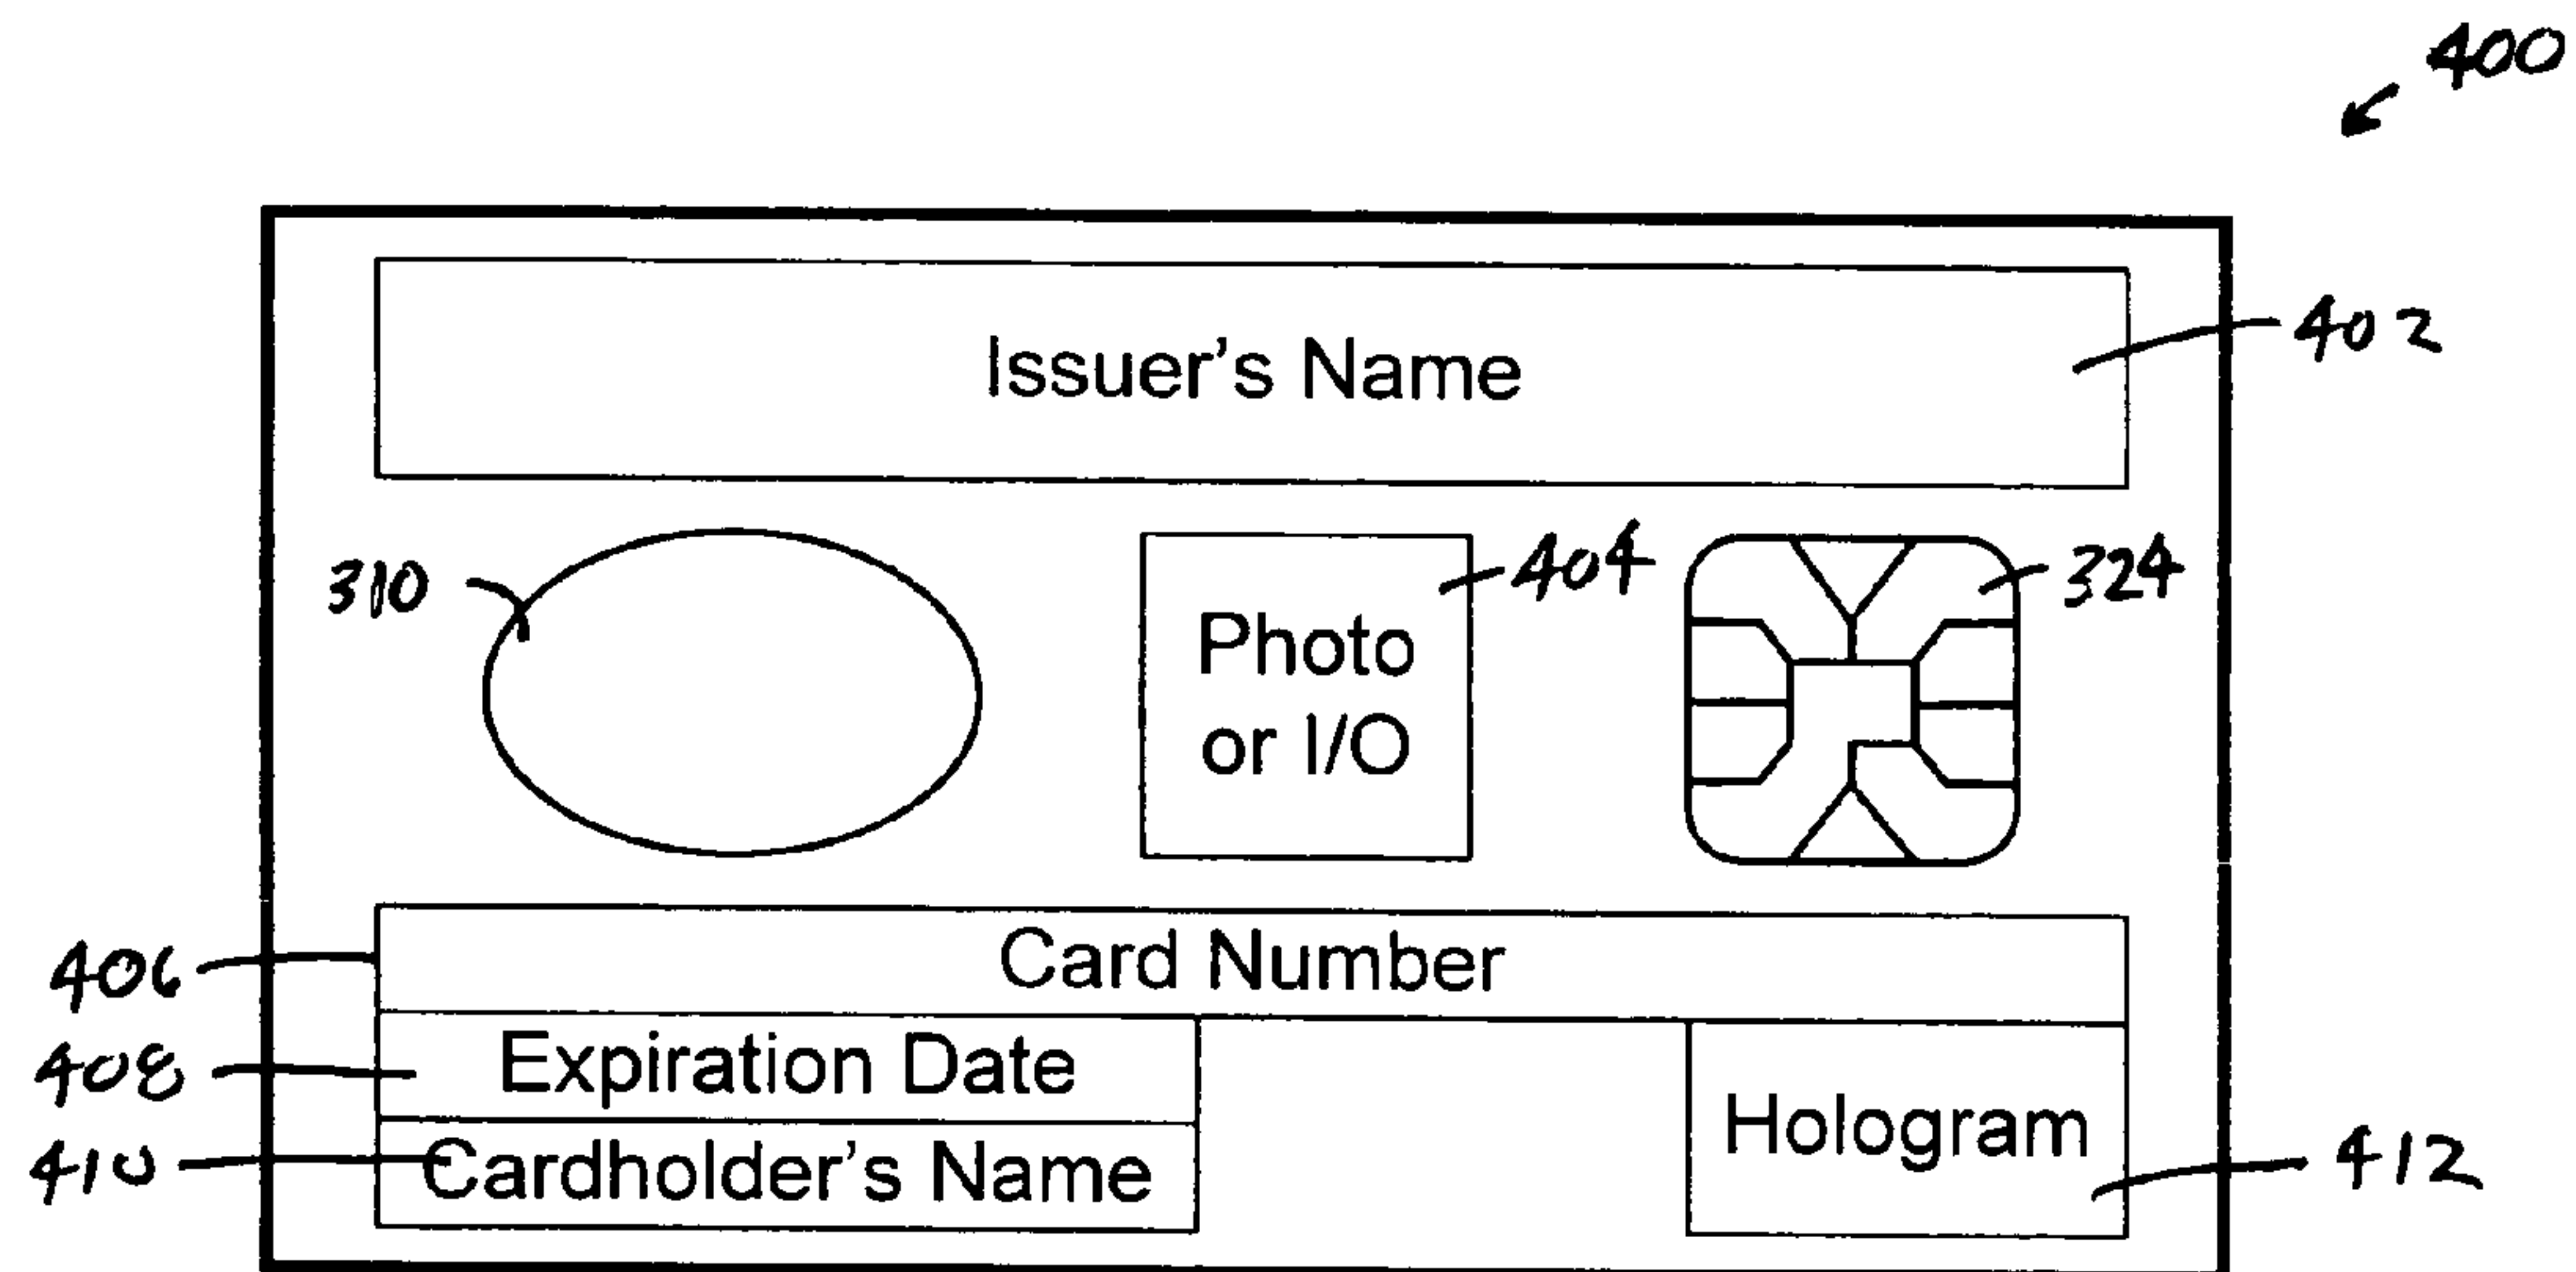 400
Issuer’s Name
402
310
Photo
or I/O
404
324
406
Card Number
408
Expiration Date
410
Cardholder’s Name
Hologram
412